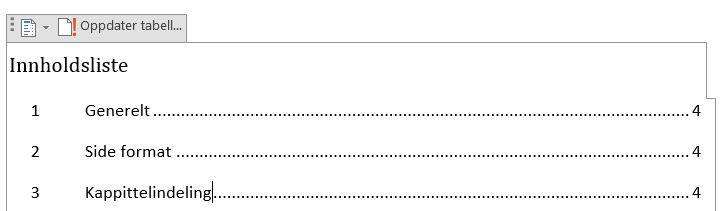 Oppdater tabell...
Innholdsliste
1 Generelt ........................................................................ 4
2 Side format ........................................................................ 4
3 Kappittelindeling........................................................................ 4